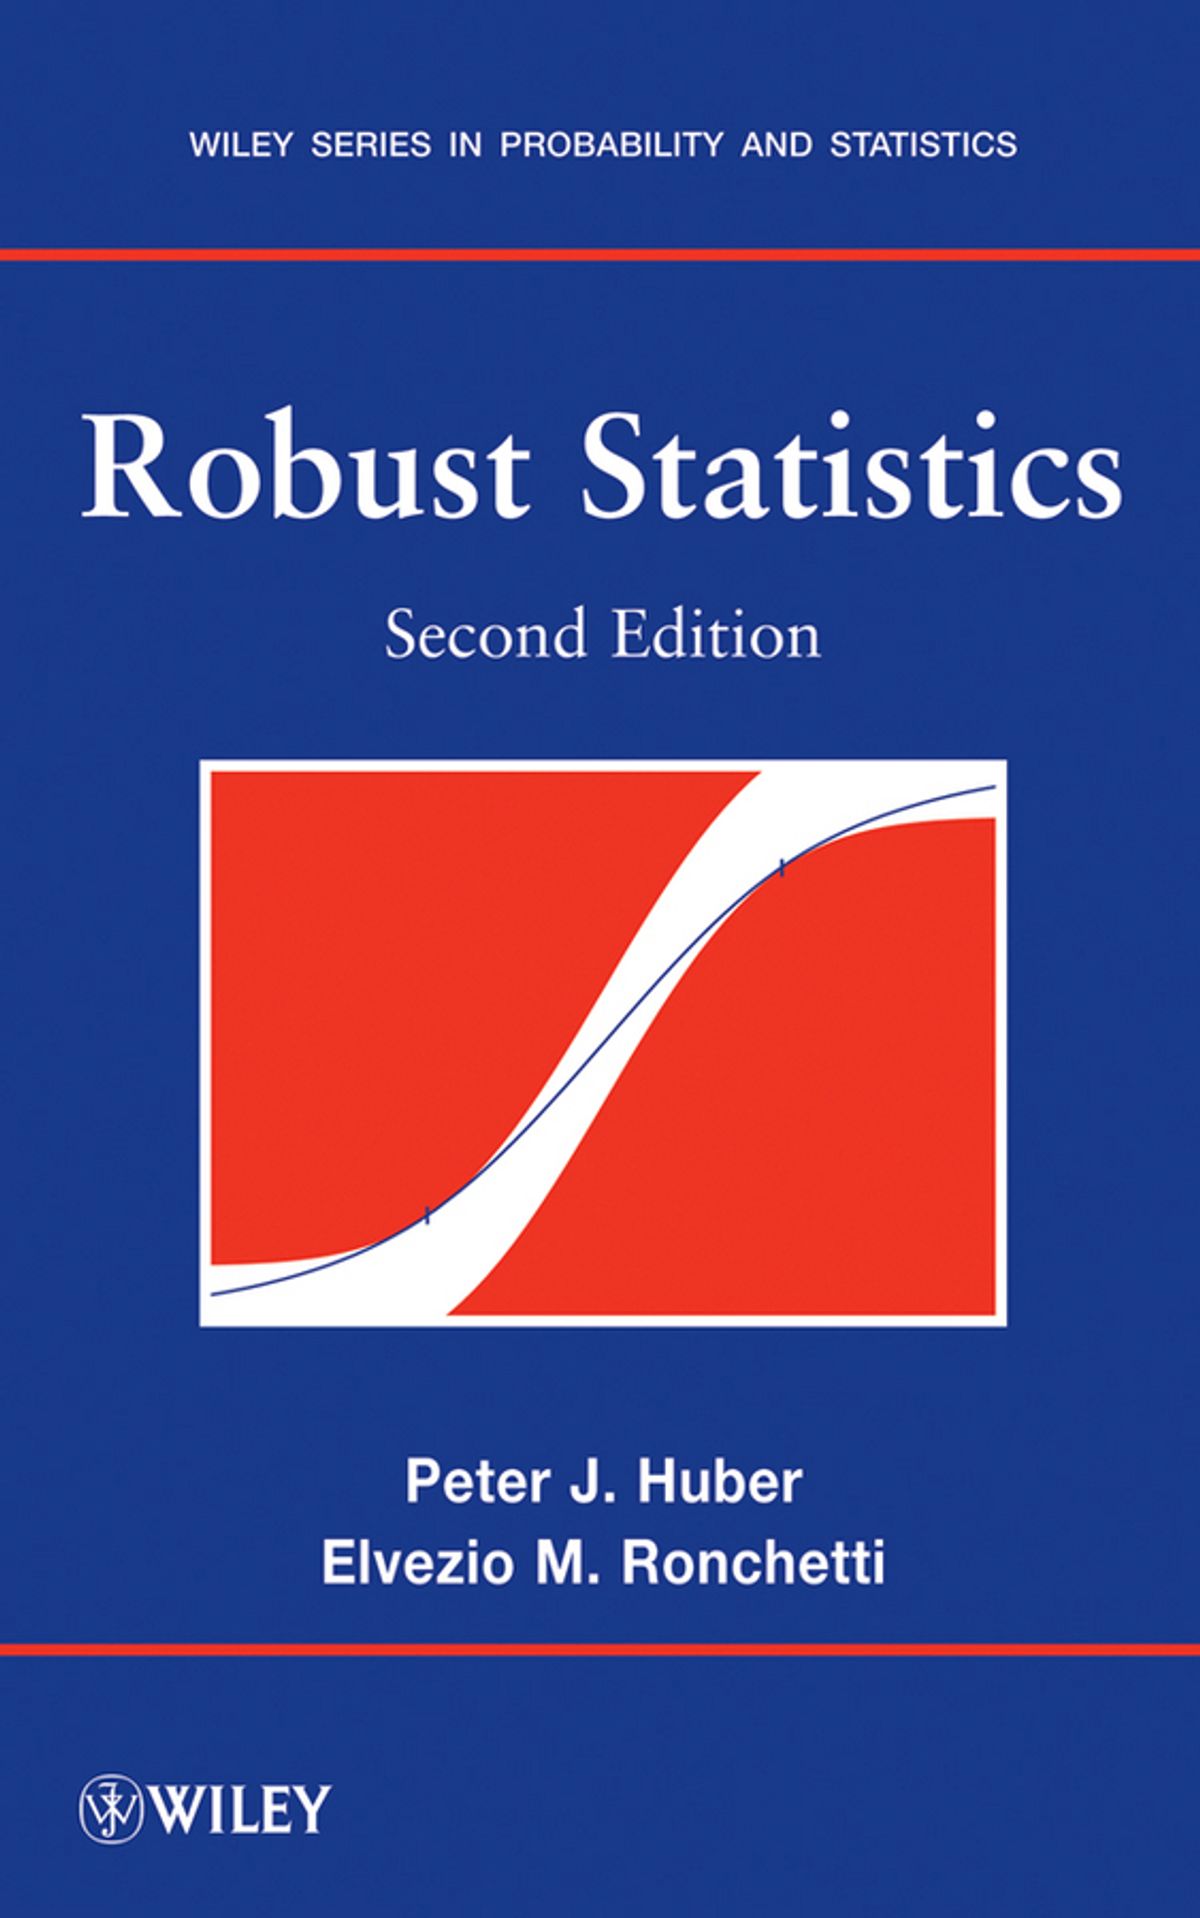 WILEY SERIES IN PROBABILITY AND STATISTICS
Robust Statistics
Second Edition
Peter J. Huber
Elvezio M. Ronchetti
WILEY